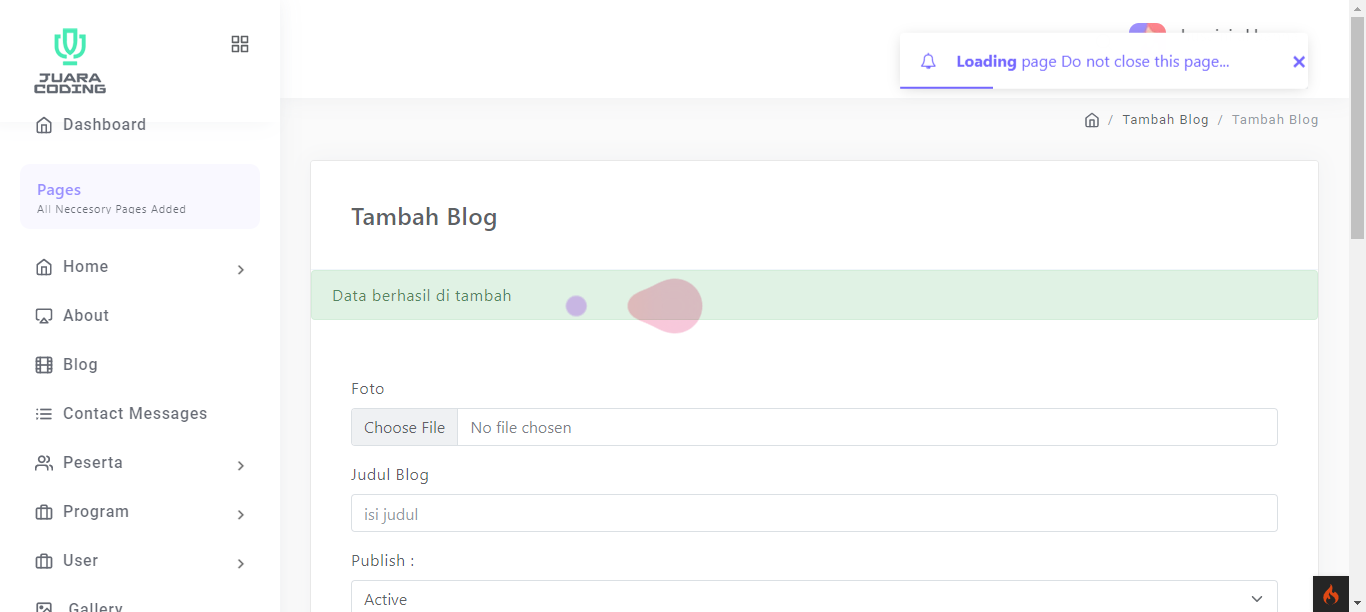 JUARA
CODING
Loading page Do not close this page...
Dashboard
/ Tambah Blog / Tambah Blog
Pages
All Neccesory Pages Added
Tambah Blog
Home
Data berhasil di tambah
About
Blog
Foto
Choose File No file chosen
Contact Messages
Peserta
Judul Blog
isi judul
Program
User
Publish :
Active
Gallery